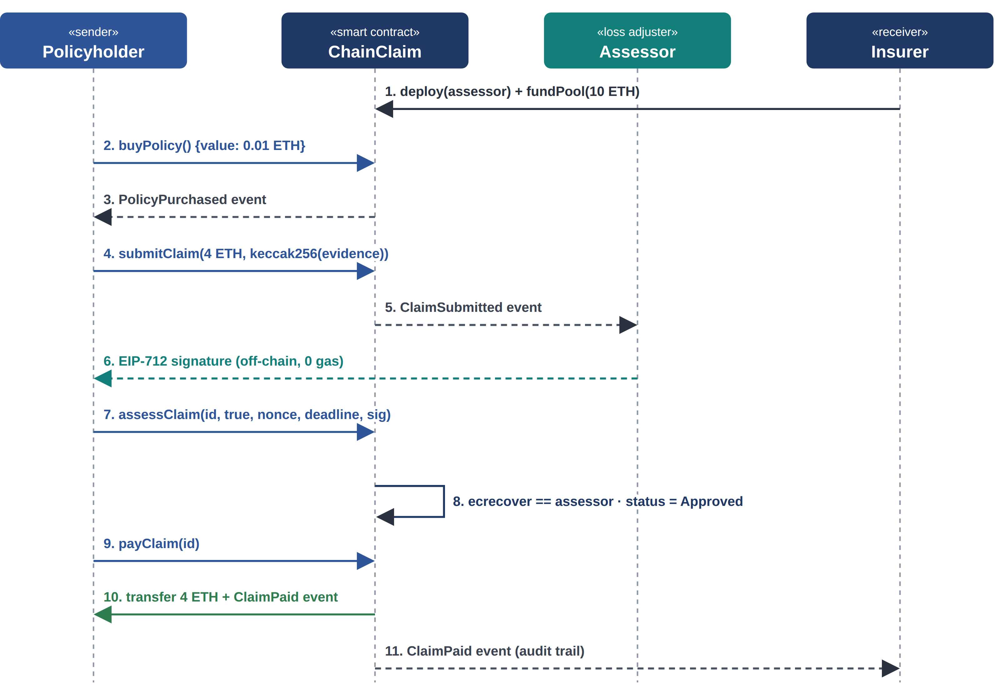 «sender»
Policyholder
«smart contract»
ChainClaim
«loss adjuster»
Assessor
«receiver»
Insurer
1. deploy(assessor) + fundPool(10 ETH)
2. buyPolicy() {value: 0.01 ETH}
3. PolicyPurchased event
4. submitClaim(4 ETH, keccak256(evidence))
5. ClaimSubmitted event
6. EIP-712 signature (off-chain, 0 gas)
7. assessClaim(id, true, nonce, deadline, sig)
8. ecrecover == assessor · status = Approved
9. payClaim(id)
10. transfer 4 ETH + ClaimPaid event
11. ClaimPaid event (audit trail)